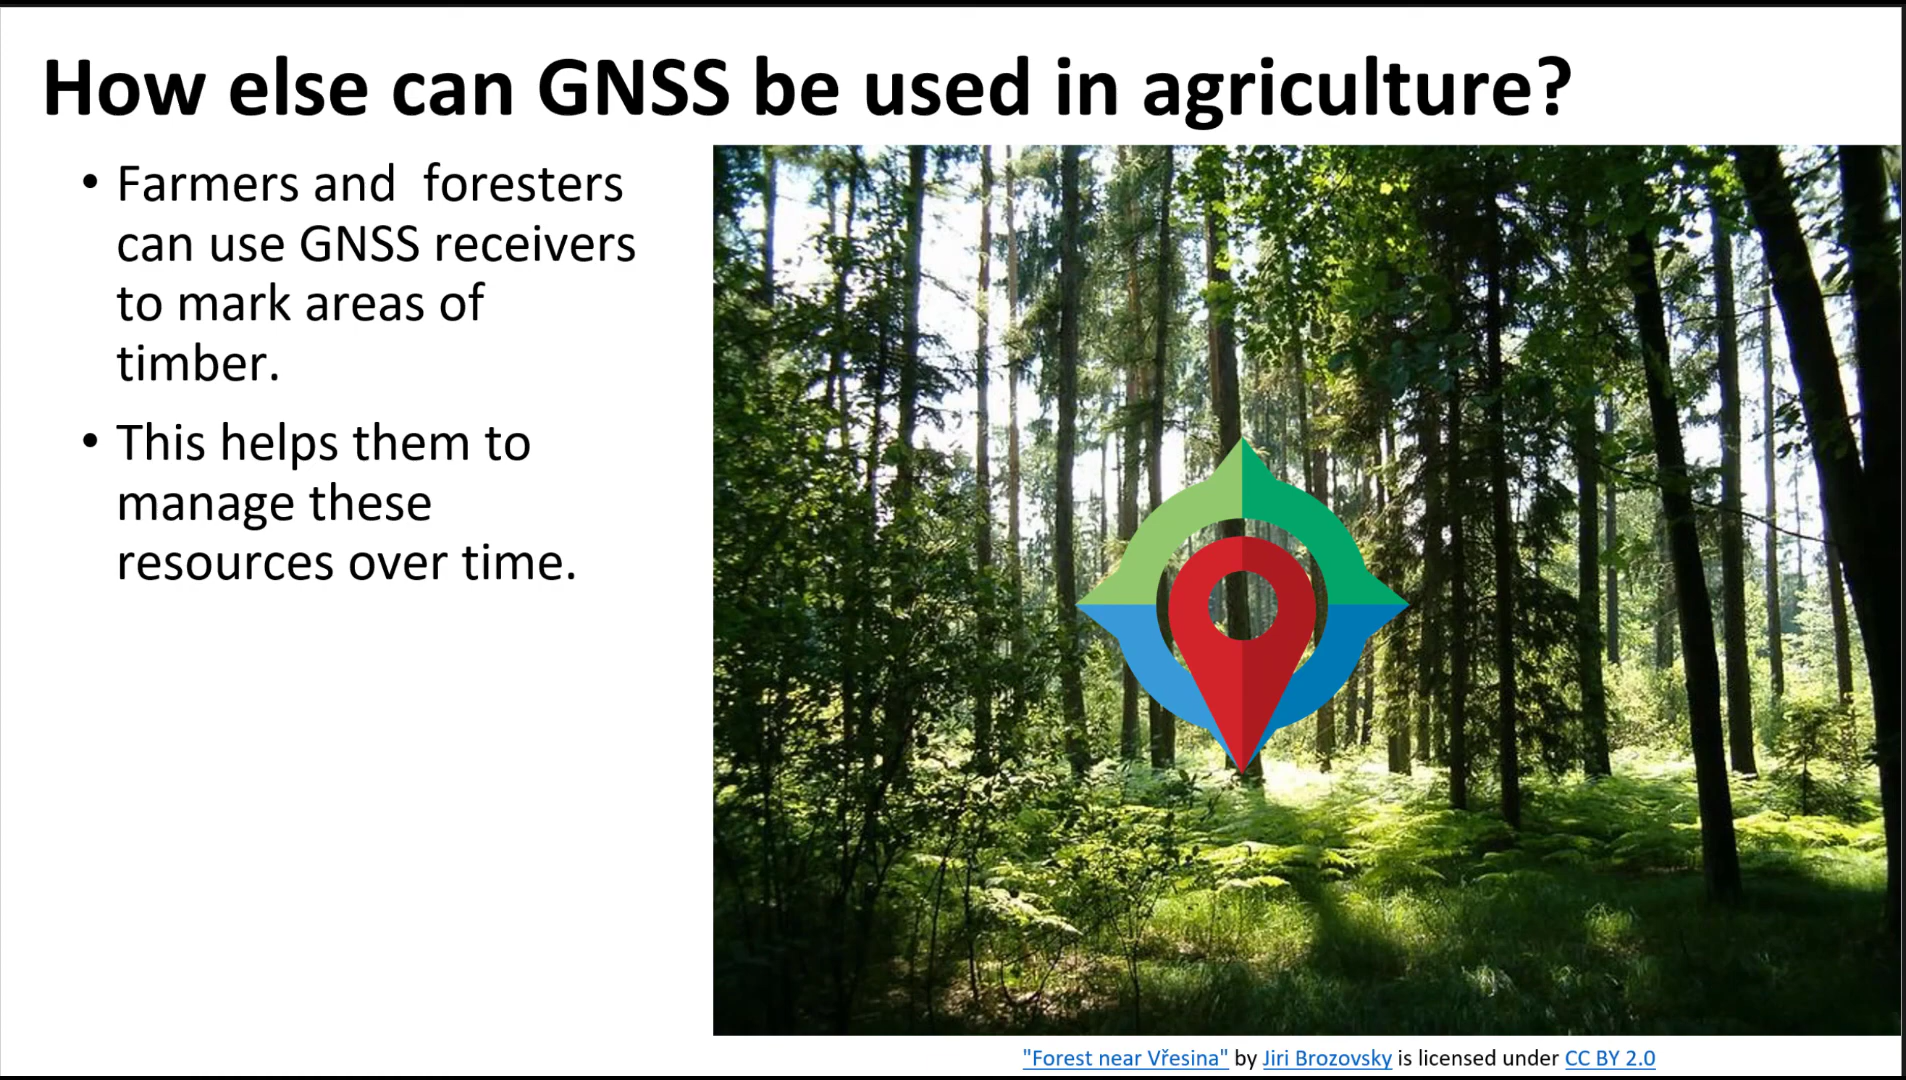 How else can GNSS be used in agriculture?
• Farmers and  foresters
can use GNSS receivers
to mark areas of
timber.
• This helps them to
manage these
resources over time.
"Forest near Vřesina" by Jiri Brozovsky is licensed under CC BY 2.0